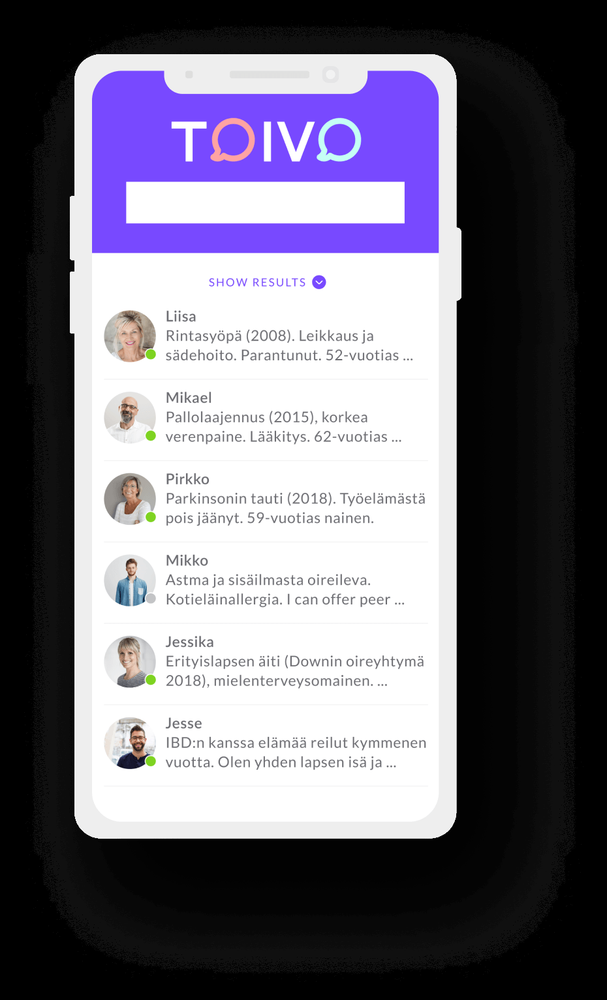 TOIVO
SHOW RESULTS
Liisa
Rintasyöpä (2008). Leikkaus ja
sädehoito. Parantunut. 52-vuotias ...
Mikael
Pallolaajennus (2015), korkea
verenpaine. Lääkitys. 62-vuotias ...
Pirkko
Parkinsonin tauti (2018). Työelämästä
pois jäänyt. 59-vuotias nainen.
Mikko
Astma ja sisäilmasta oireileva.
Kotieläinallergia. I can offer peer ...
Jessika
Erityislapsen äiti (Downin oireyhtymä
2018), mielenterveysomainen. ...
Jesse
IBD:n kanssa elämää reilut kymmenen
vuotta. Olen yhden lapsen isä ja ...